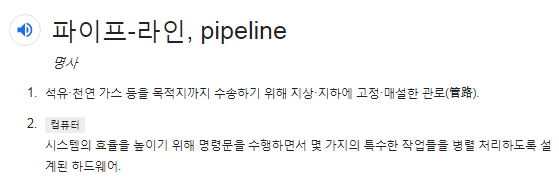 파이프-라인, pipeline
명사
1. 석유·천연 가스 등을 목적지까지 수송하기 위해 지상·지하에 고정·매설한 관로(管路).
2. 컴퓨터
시스템의 효율을 높이기 위해 명령문을 수행하면서 몇 가지의 특수한 작업들을 병렬 처리하도록 설
계된 하드웨어.